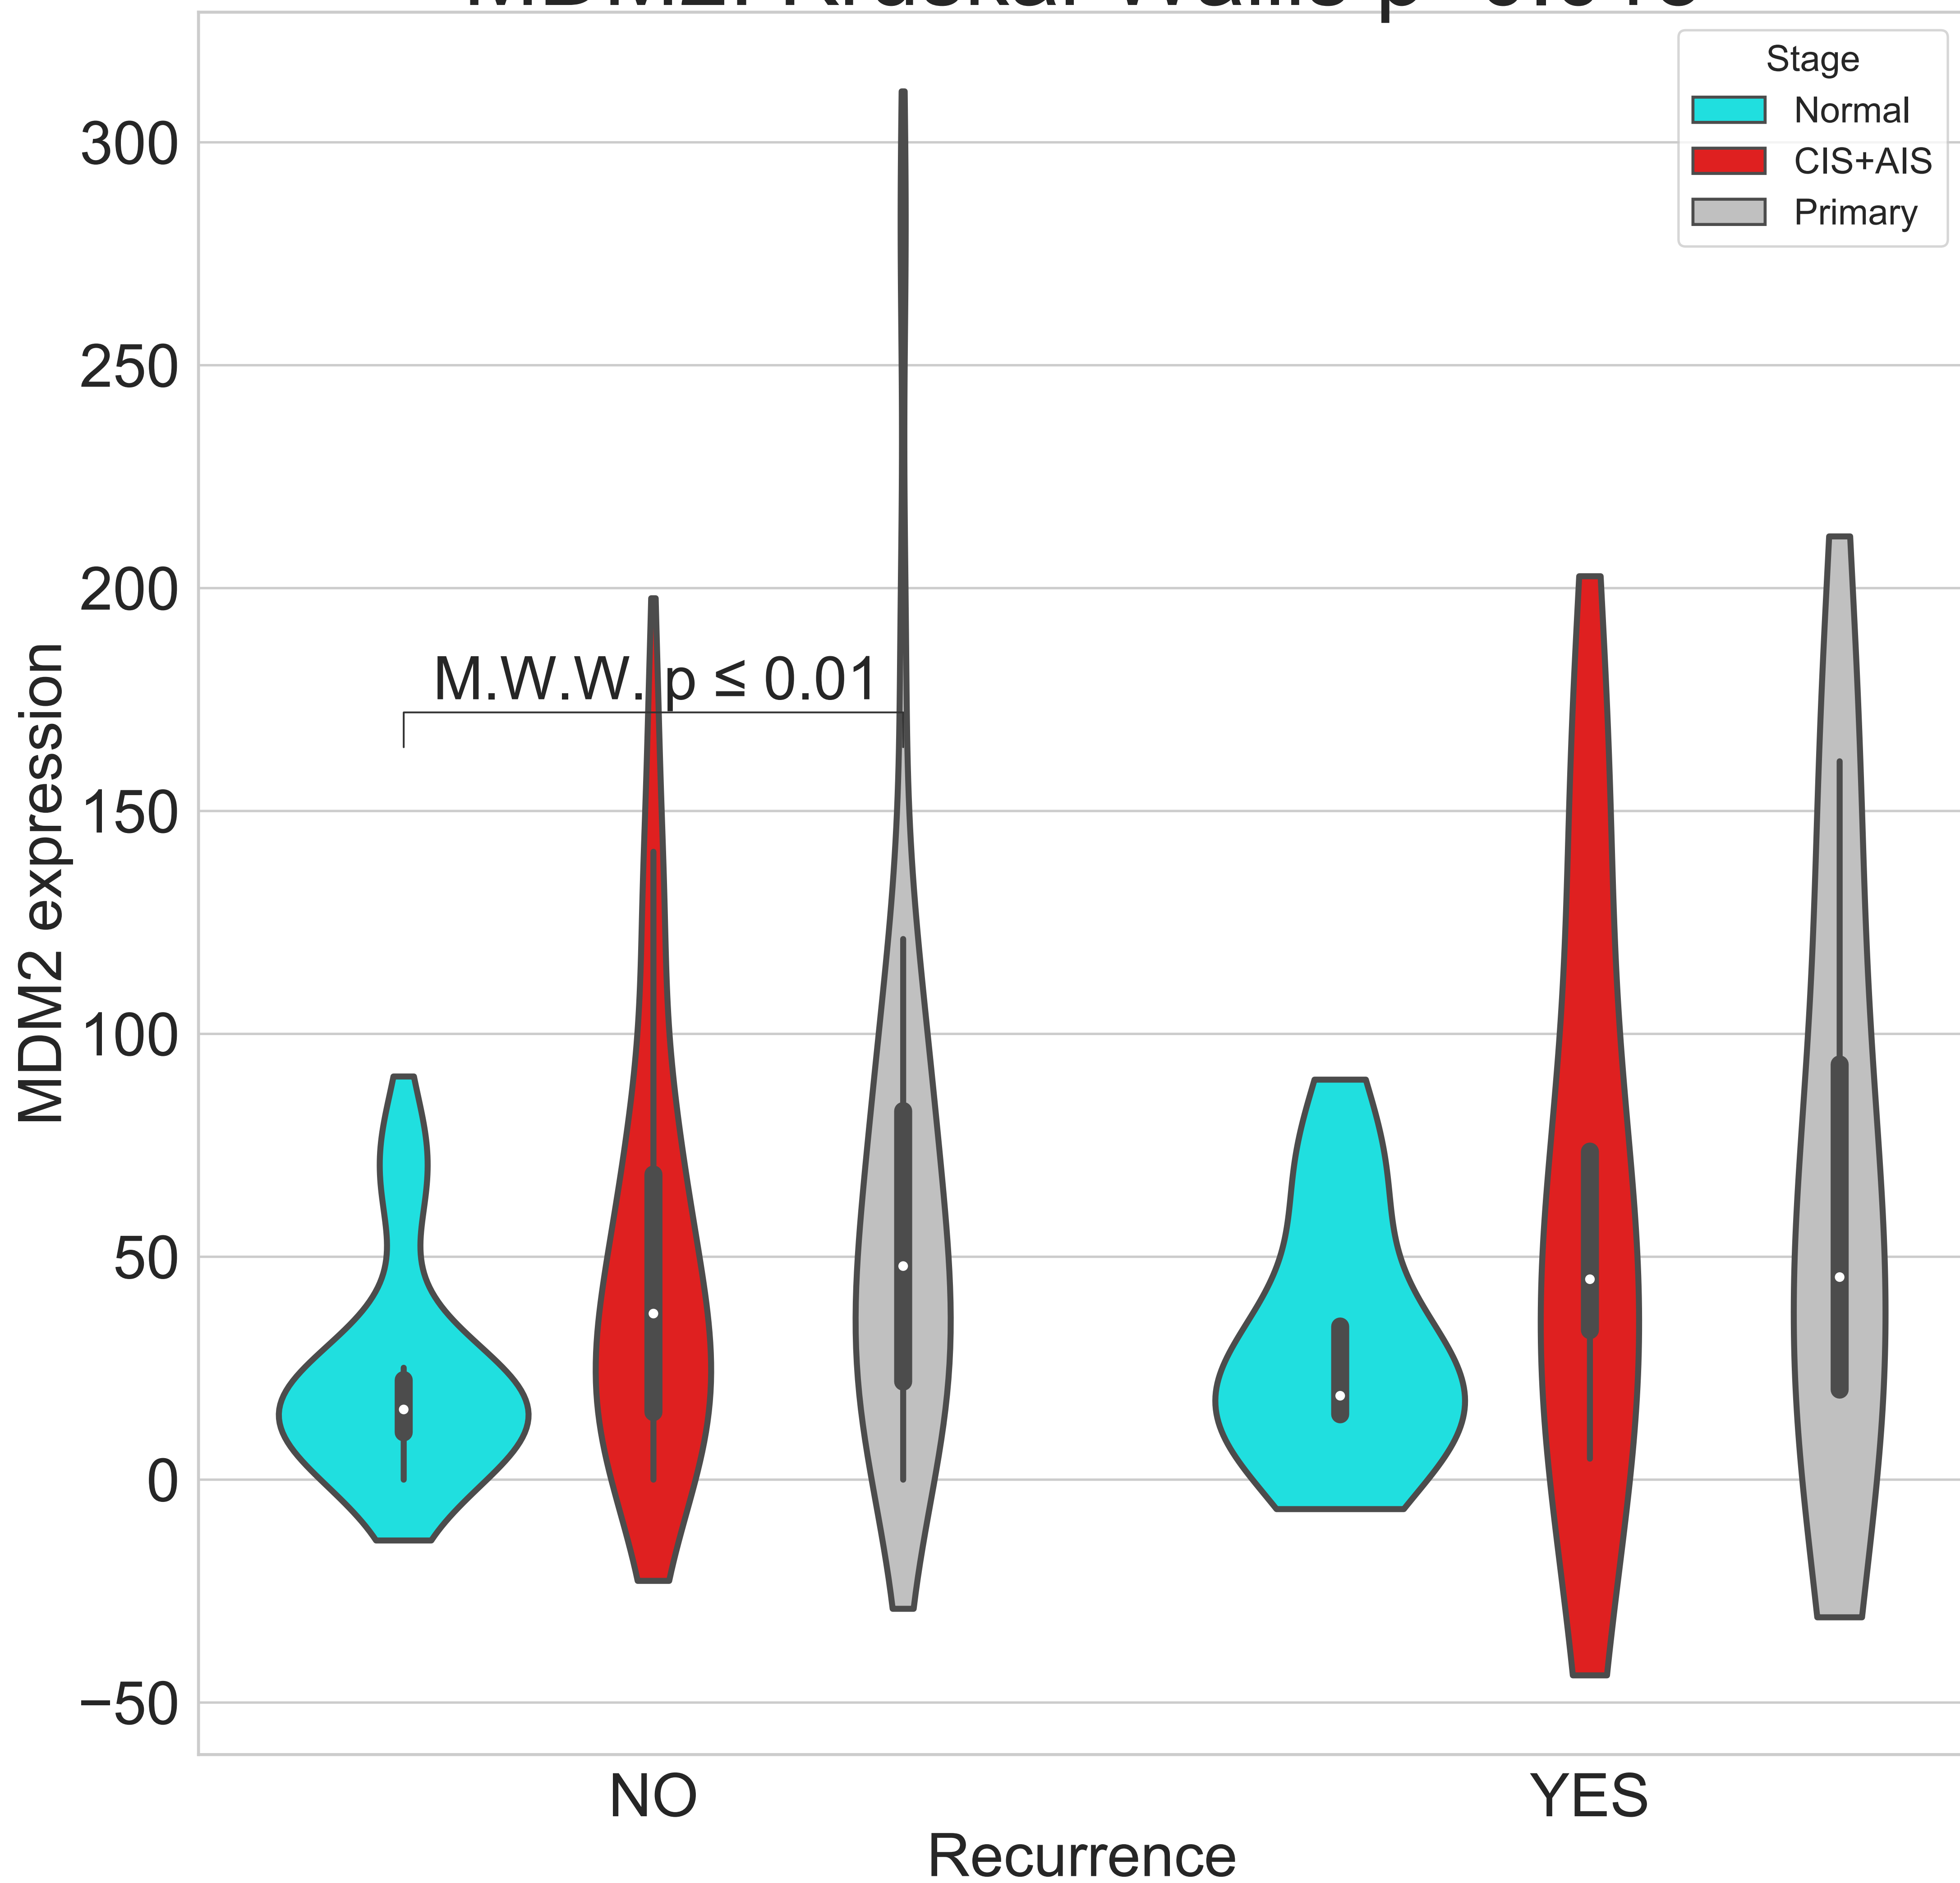 Stage
Normal
CIS+AIS
Primary
300
250
200
150
100
50
0
−50
MDM2 expression
M.W.W. p ≤ 0.01
NO
YES
Recurrence